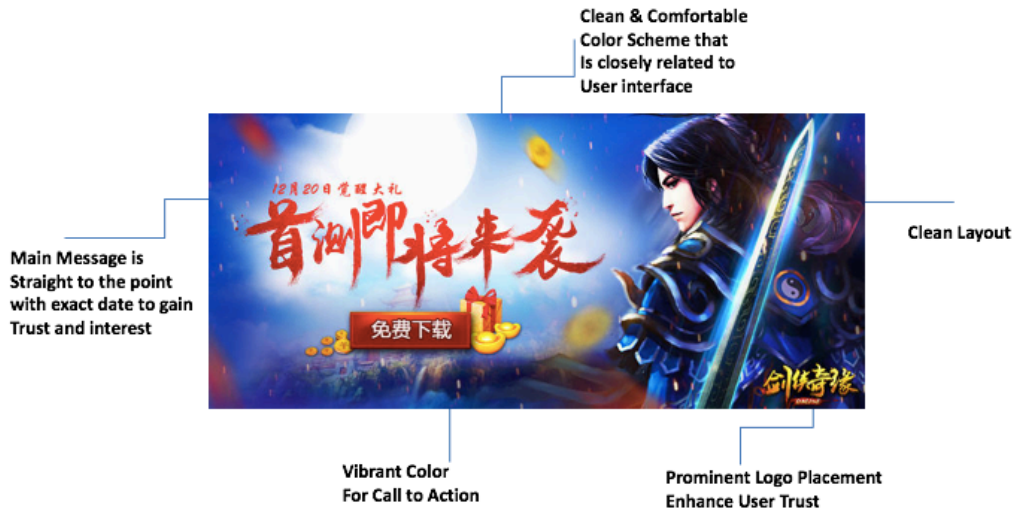 Clean & Comfortable
Color Scheme that
Is closely related to
User interface
12月20日觉醒大礼
首测即将来袭
免费下载
剑侠奇缘
Clean Layout
Main Message is
Straight to the point
with exact date to gain
Trust and interest
Vibrant Color
For Call to Action
Prominent Logo Placement
Enhance User Trust